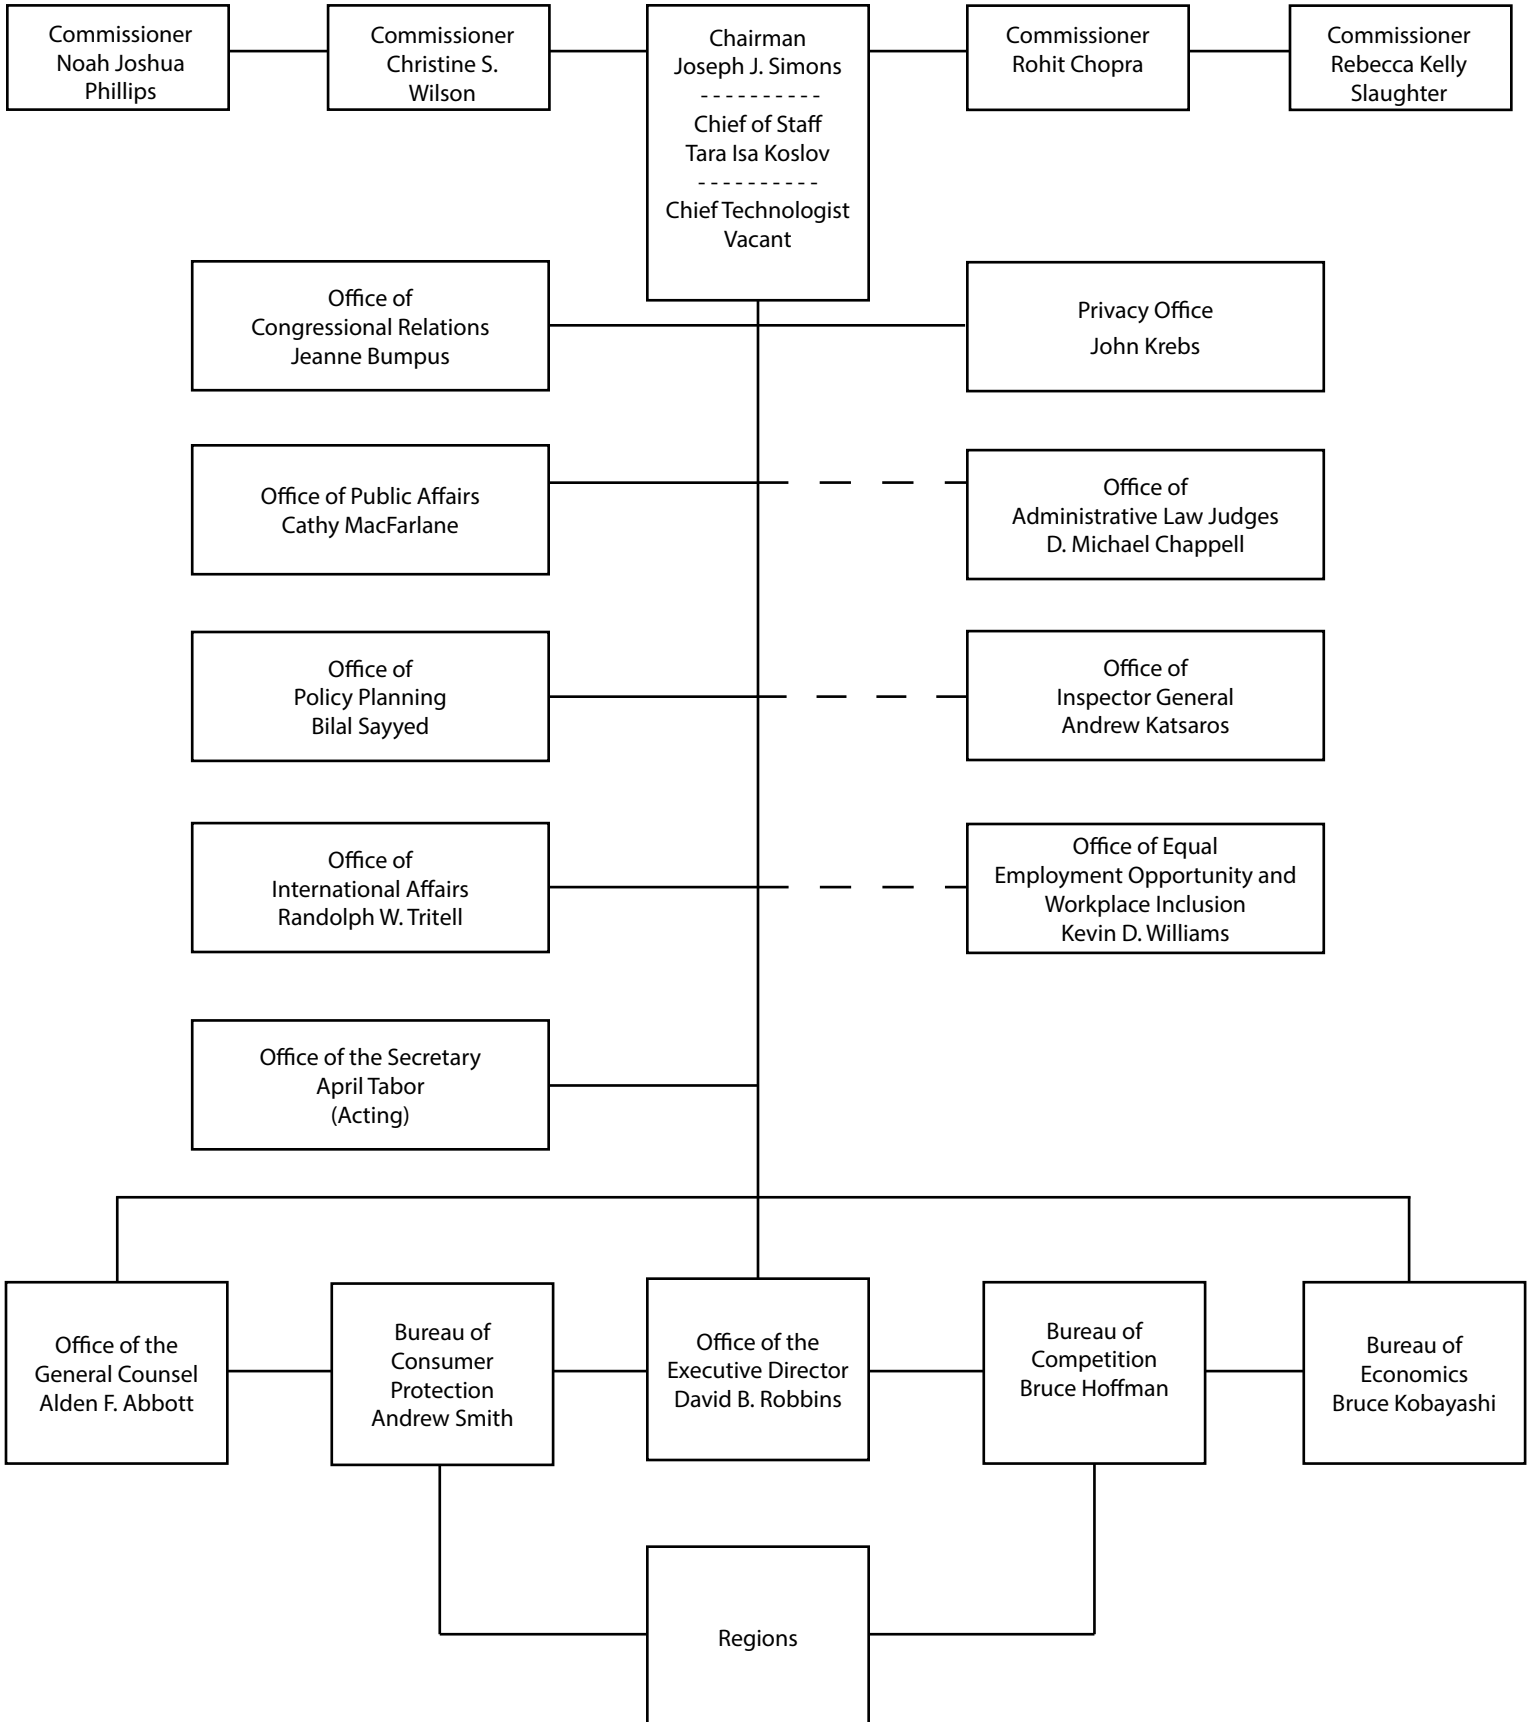 Commissioner
Noah Joshua
Phillips
Commissioner
Christine S.
Wilson
Chairman
Joseph J. Simons
----------
Chief of Staff
Tara Isa Koslov
----------
Chief Technologist
Vacant
Commissioner
Rohit Chopra
Commissioner
Rebecca Kelly
Slaughter
Office of
Congressional Relations
Jeanne Bumpus
Privacy Office
John Krebs
Office of Public Affairs
Cathy MacFarlane
Office of
Administrative Law Judges
D. Michael Chappell
Office of
Policy Planning
Bilal Sayyed
Office of
Inspector General
Andrew Katsaros
Office of
International Affairs
Randolph W. Tritell
Office of Equal
Employment Opportunity and
Workplace Inclusion
Kevin D. Williams
Office of the Secretary
April Tabor
(Acting)
Office of the
General Counsel
Alden F. Abbott
Bureau of
Consumer
Protection
Andrew Smith
Office of the
Executive Director
David B. Robbins
Bureau of
Competition
Bruce Hoffman
Bureau of
Economics
Bruce Kobayashi
Regions